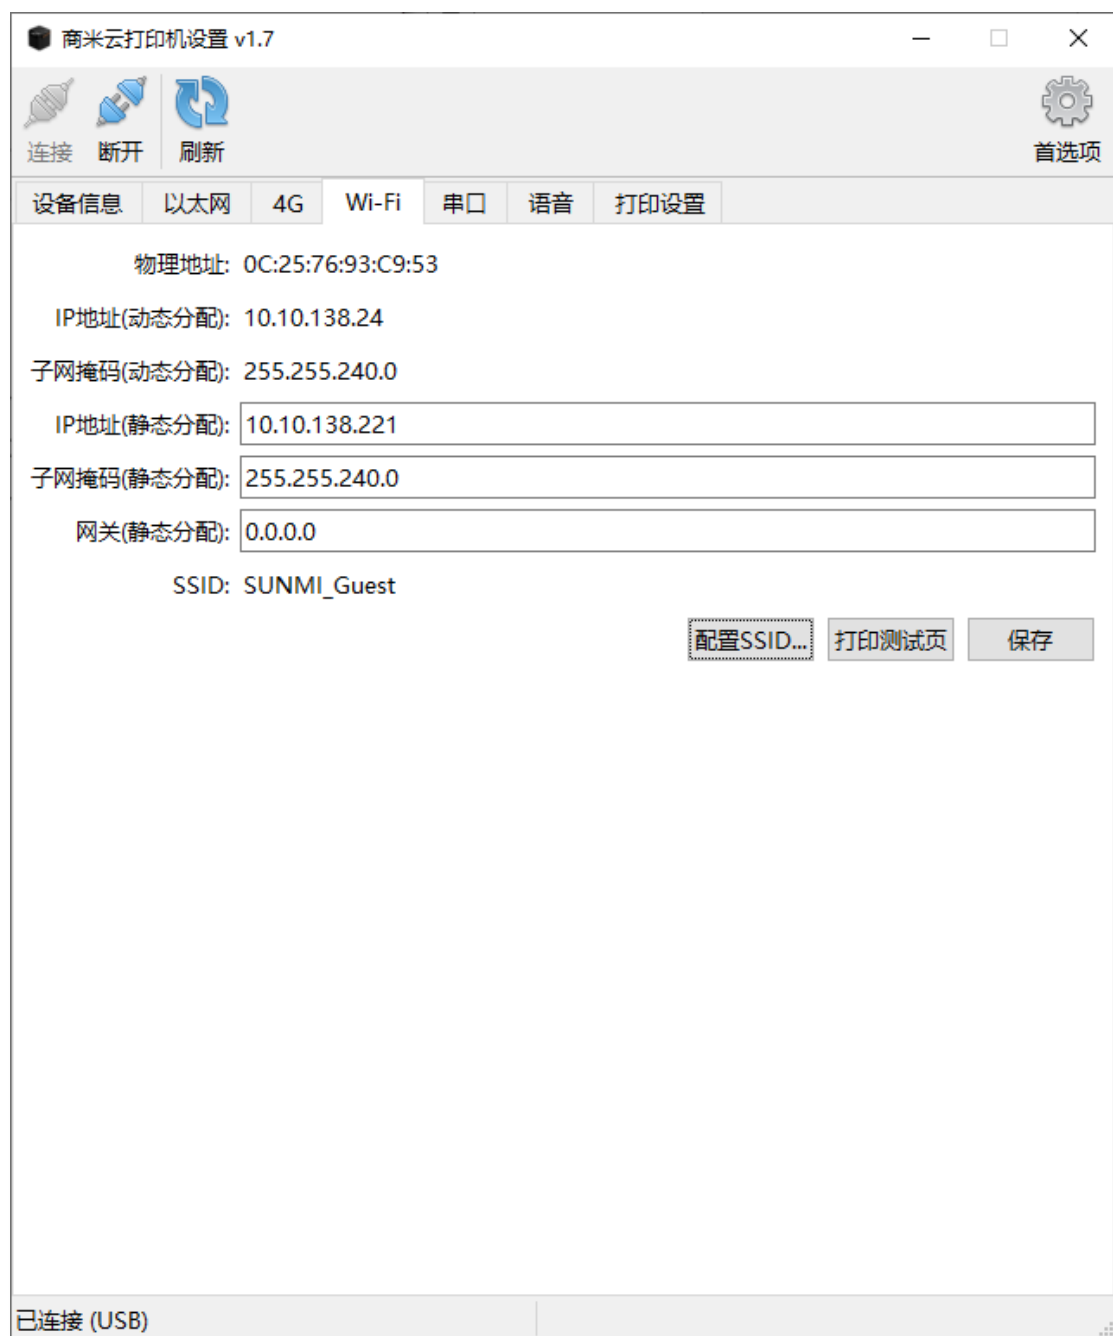 商米云打印机设置 v1.7
连接 断开 刷新 首选项
设备信息 以太网 4G Wi-Fi 串口 语音 打印设置
物理地址: 0C:25:76:93:C9:53
IP地址(动态分配): 10.10.138.24
子网掩码(动态分配): 255.255.240.0
IP地址(静态分配): 10.10.138.221
子网掩码(静态分配): 255.255.240.0
网关(静态分配): 0.0.0.0
SSID: SUNMI_Guest
配置SSID... 打印测试页 保存
已连接 (USB)